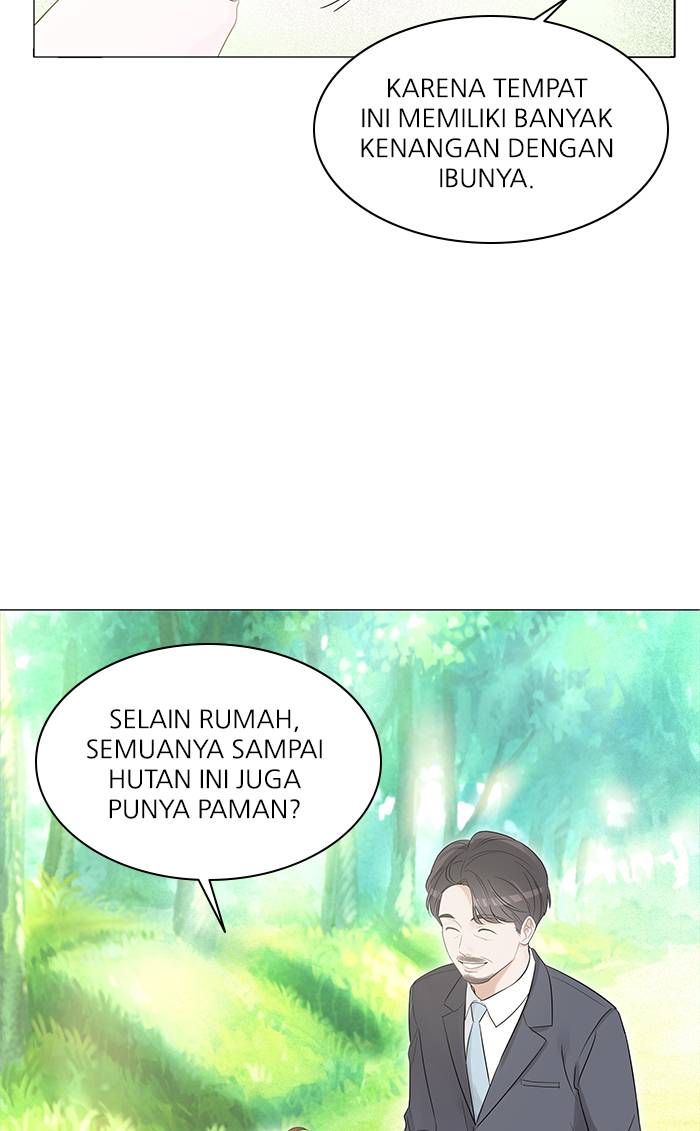 KARENA TEMPAT
INI MEMILIKI BANYAK
KENANGAN DENGAN
IBUNYA.
SELAIN RUMAH,
SEMUANYA SAMPAI
HUTAN INI JUGA
PUNYA PAMAN?